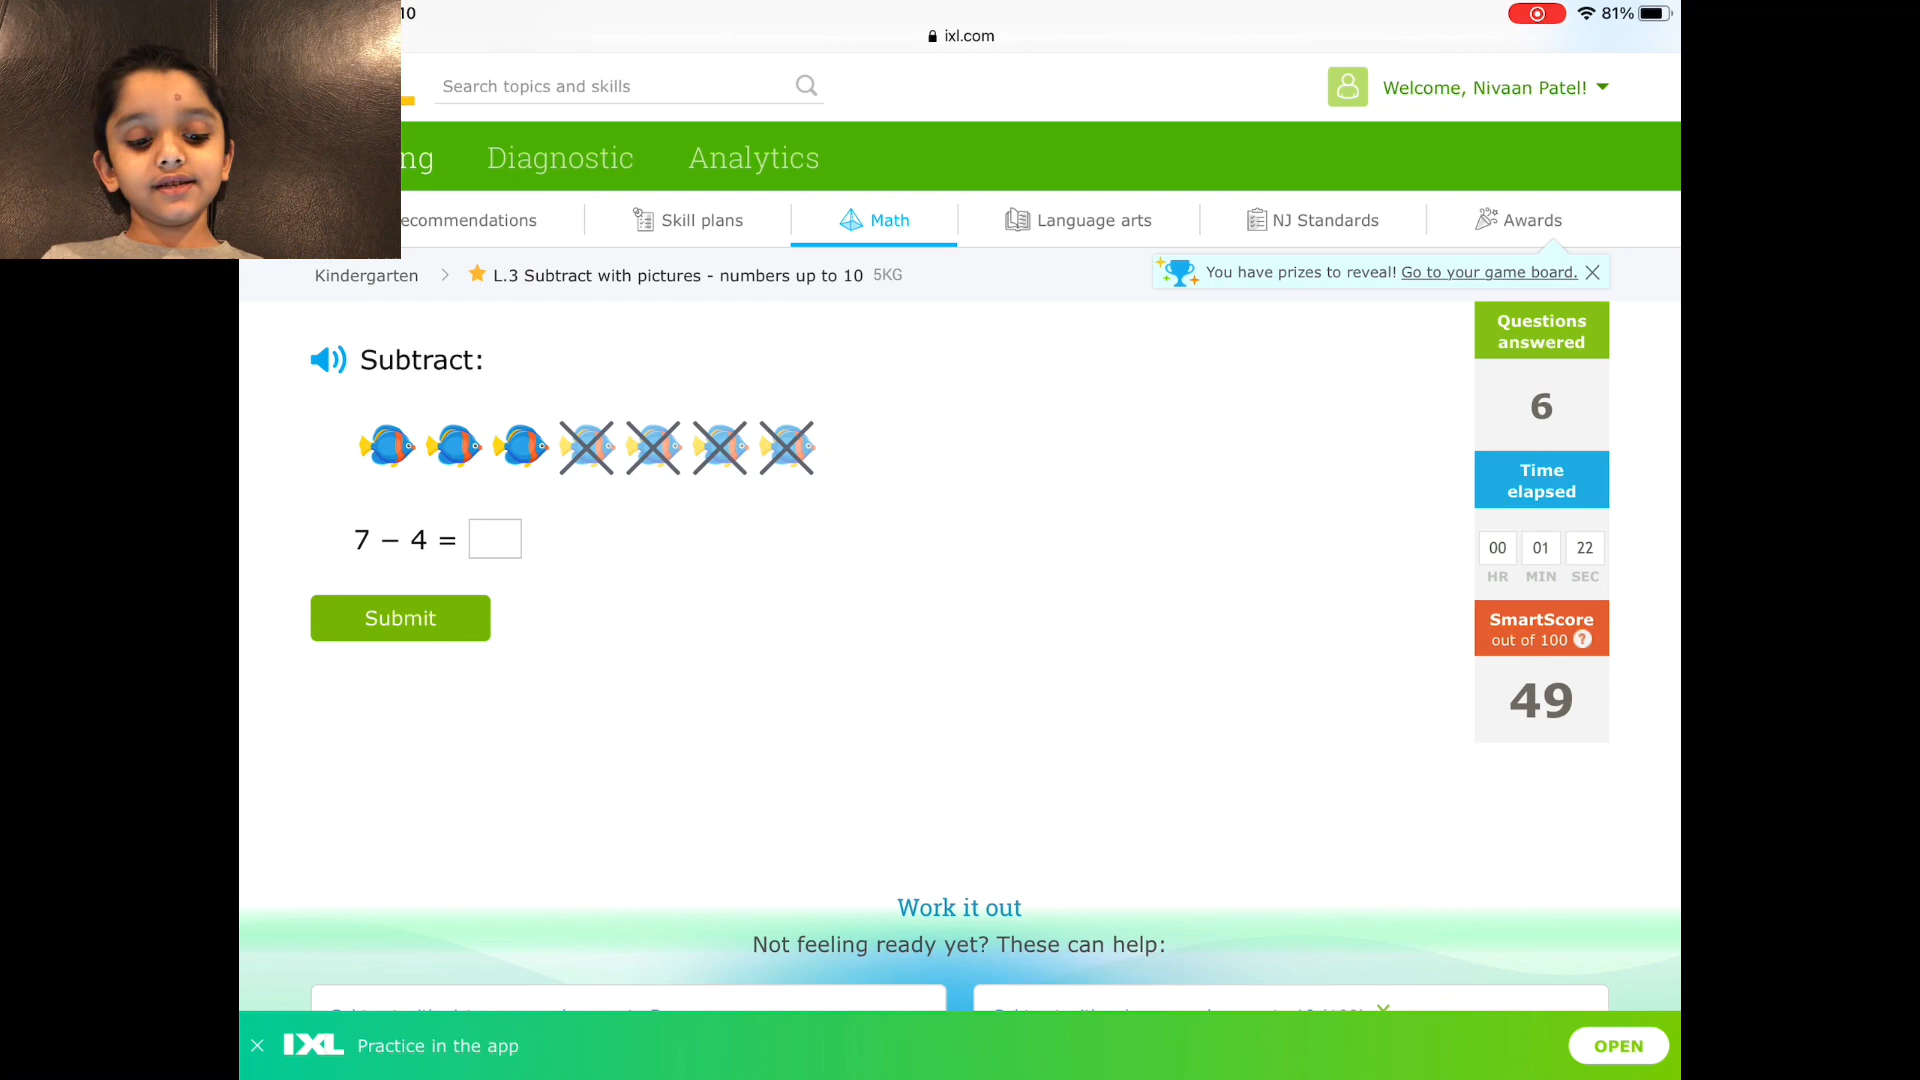 10
81%
ixl.com
Search topics and skills
Welcome, Nivaan Patel!
ng
Diagnostic
Analytics
ecommendations
Skill plans
Math
Language arts
NJ Standards
Awards
Kindergarten
L.3 Subtract with pictures - numbers up to 10 5KG
You have prizes to reveal! Go to your game board.
Questions
answered
6
Subtract:
7 − 4 =
Submit
Time
elapsed
00 01 22
HR MIN SEC
SmartScore
out of 100 ?
49
Work it out
Not feeling ready yet? These can help:
IXL Practice in the app
OPEN